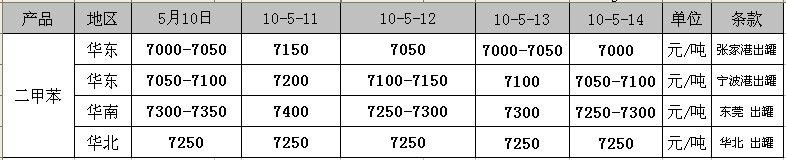 产品 地区 5月10日 10-5-11 10-5-12 10-5-13 10-5-14 单位 条款
二甲苯 华东 7000-7050 7150 7050 7000-7050 7000 元/吨 张家港出罐
华东 7050-7100 7200 7100-7150 7100 7050-7100 元/吨 宁波港出罐
华南 7300-7350 7400 7250-7300 7300 7250-7300 元/吨 东莞 出罐
华北 7250 7250 7250 7250 7250 元/吨 华北 出罐